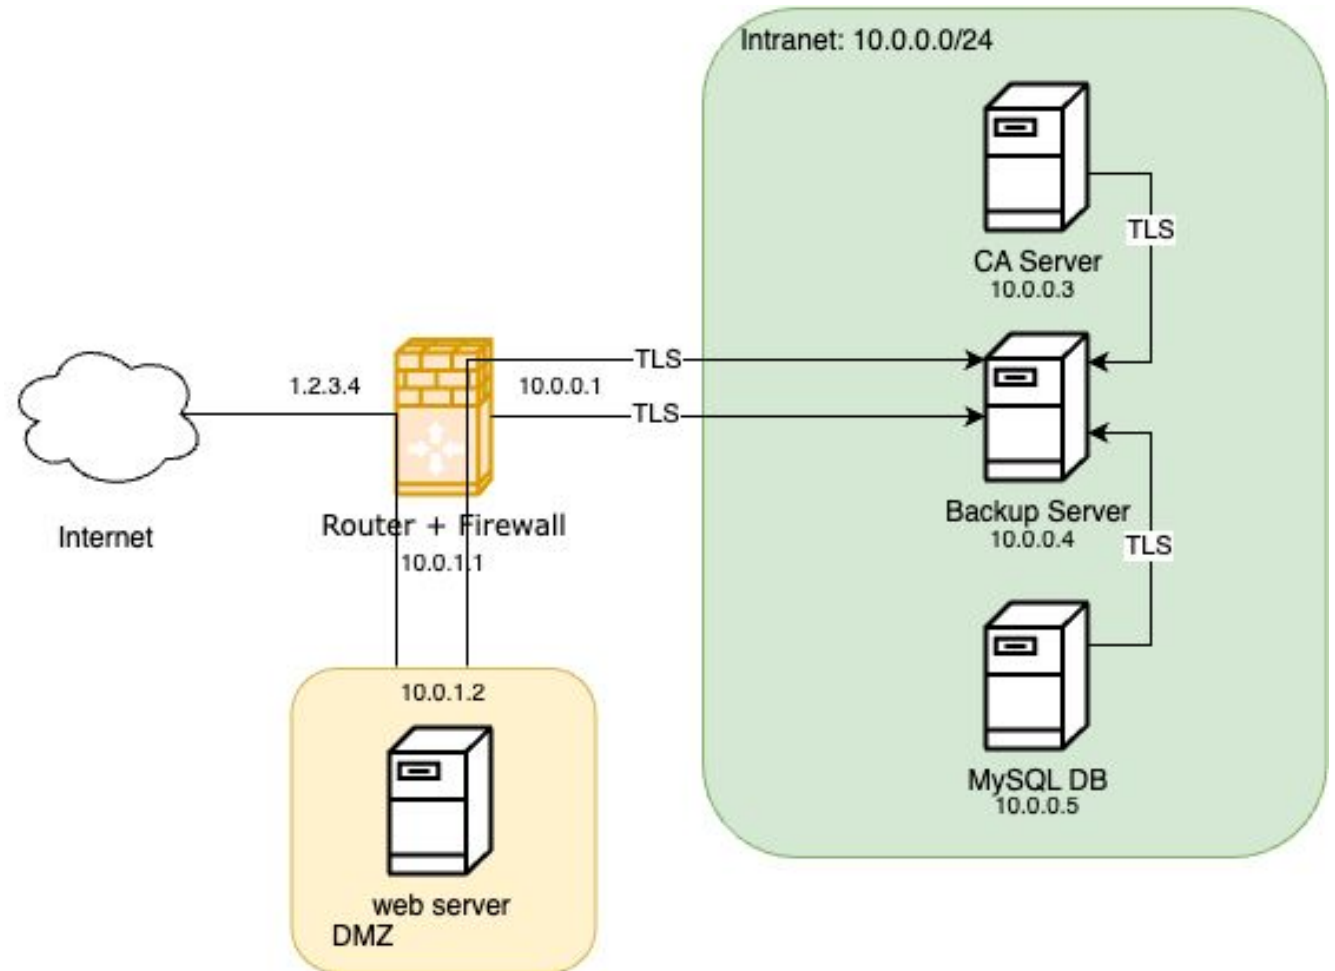 Intranet: 10.0.0.0/24
TLS
CA Server
10.0.0.3
1.2.3.4
10.0.0.1
TLS
TLS
Internet
Router + Firewall
10.0.1.1
Backup Server
10.0.0.4
TLS
10.0.1.2
web server
DMZ
MySQL DB
10.0.0.5